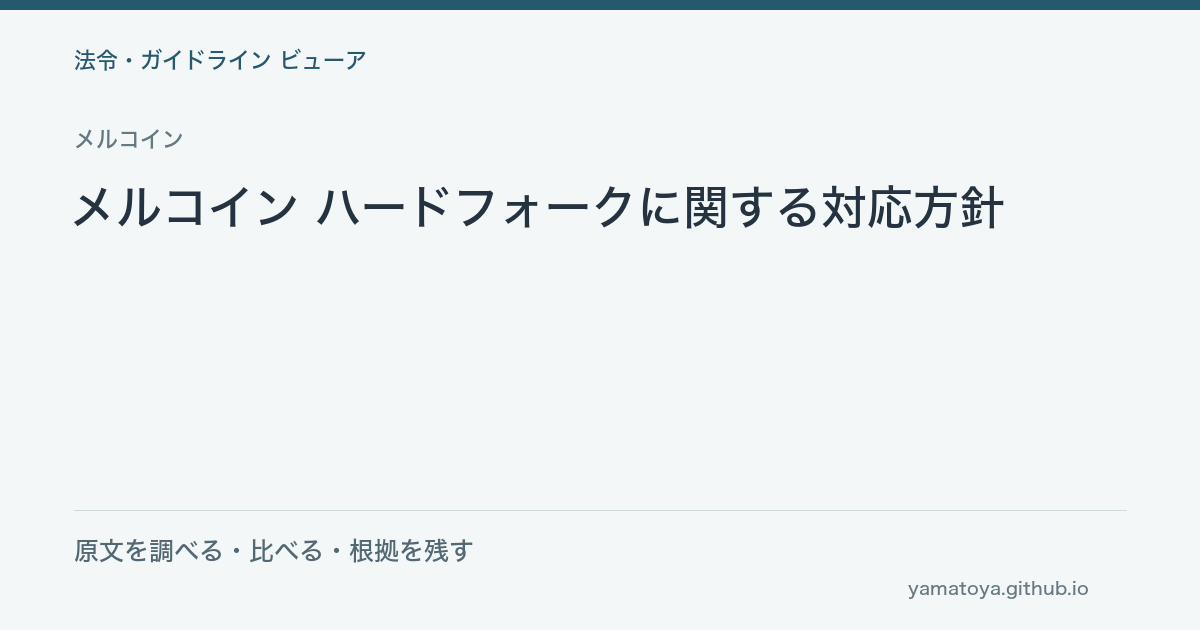 法令・ガイドライン ビューア
メルコイン
メルコイン ハードフォークに関する対応方針
原文を調べる・比べる・根拠を残す
yamatoya.github.io